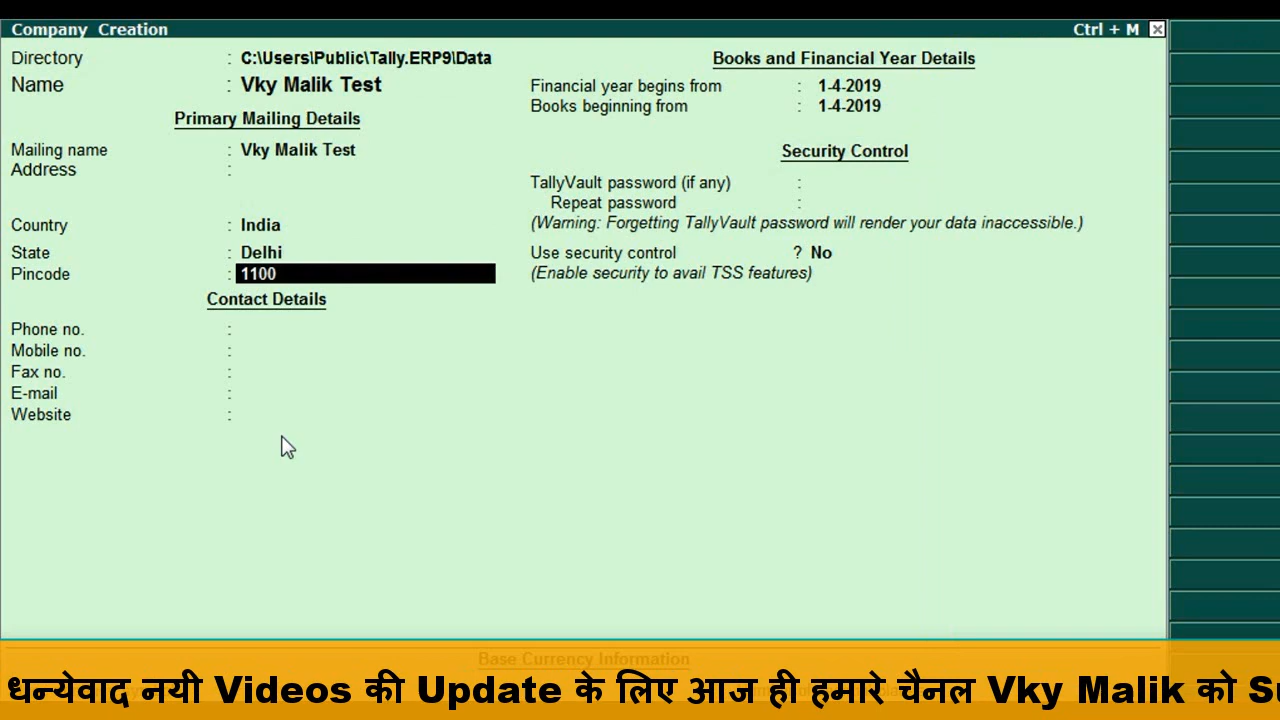 Company Creation
Ctrl + M
Directory : C:\Users\Public\Tally.ERP9\Data
Name : Vky Malik Test
Primary Mailing Details
Mailing name : Vky Malik Test
Address :
Country : India
State : Delhi
Pincode : 1100
Contact Details
Phone no. :
Mobile no. :
Fax no. :
E-mail :
Website :
Books and Financial Year Details
Financial year begins from : 1-4-2019
Books beginning from : 1-4-2019
Security Control
TallyVault password (if any) :
Repeat password :
(Warning: Forgetting TallyVault password will render your data inaccessible.)
Use security control ? No
(Enable security to avail TSS features)
Base Currency Information
धन्येवाद नयी Videos की Update के लिए आज ही हमारे चैनल Vky Malik को